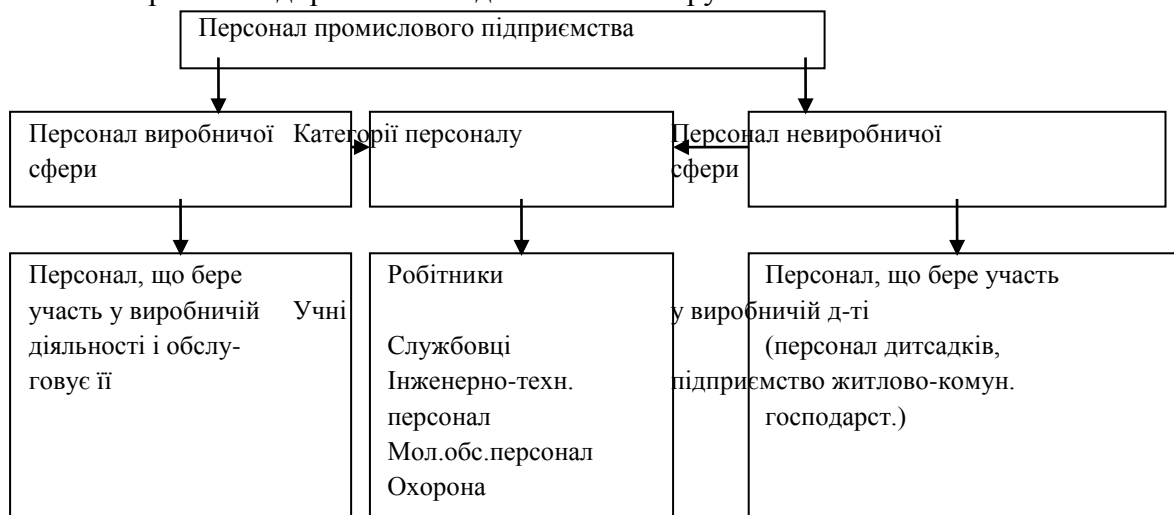 Персонал промислового підприємства
Персонал виробничої
сфери
Категорії персоналу
Персонал невиробничої
сфери
Персонал, що бере
участь у виробничій
діяльності і обслу-
говує її
Учні
Робітники
Службовці
Інженерно-техн.
персонал
Мол.обс.персонал
Охорона
Персонал, що бере участь
у виробничій д-ті
(персонал дитсадків,
підприємство житлово-комун.
господарст.)